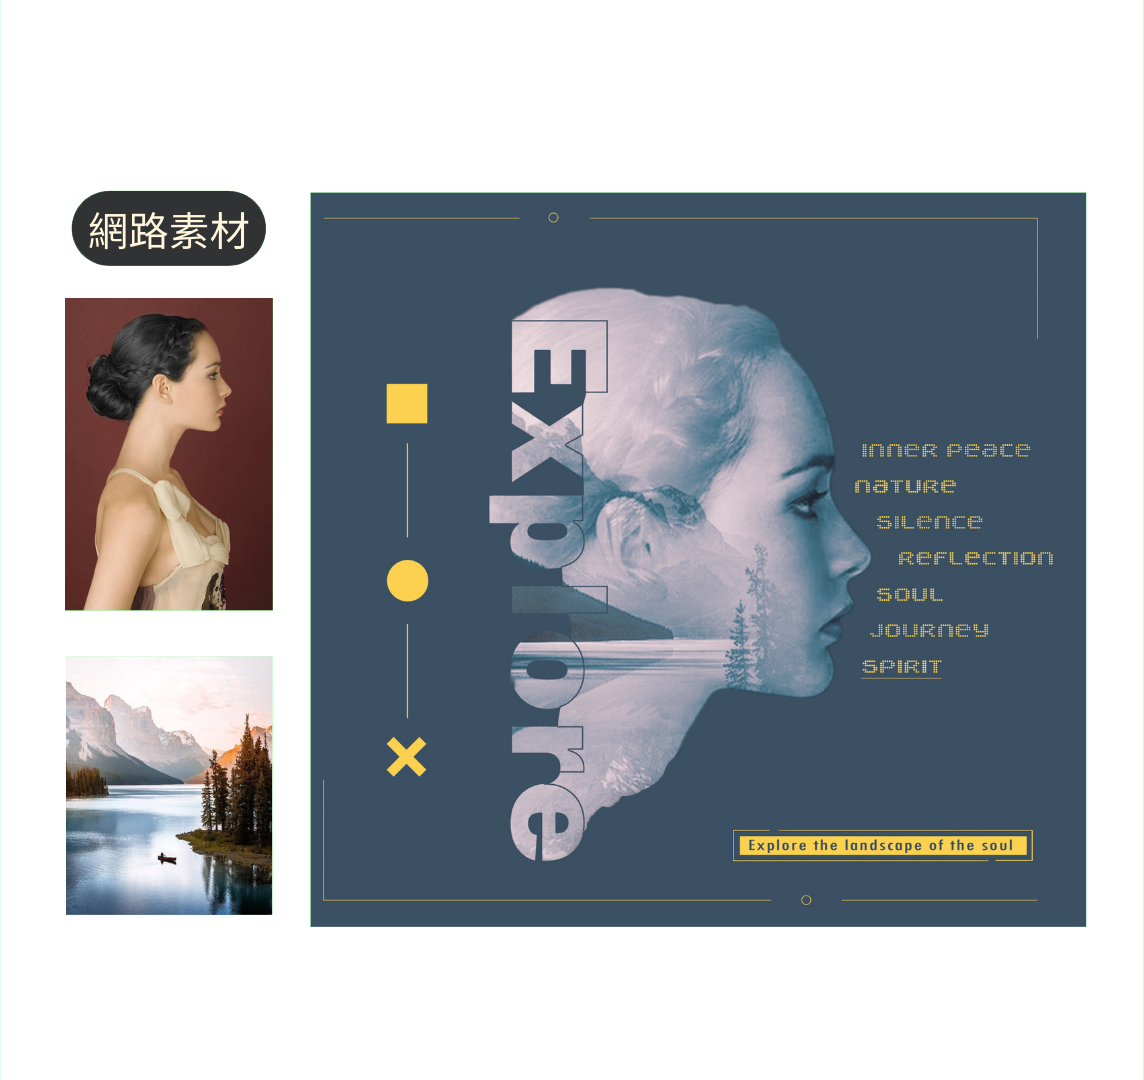 網路素材
Explore
INNER PEACE
NATURE
SILENCE
REFLECTION
SOUL
JOURNEY
SPIRIT
Explore the landscape of the soul